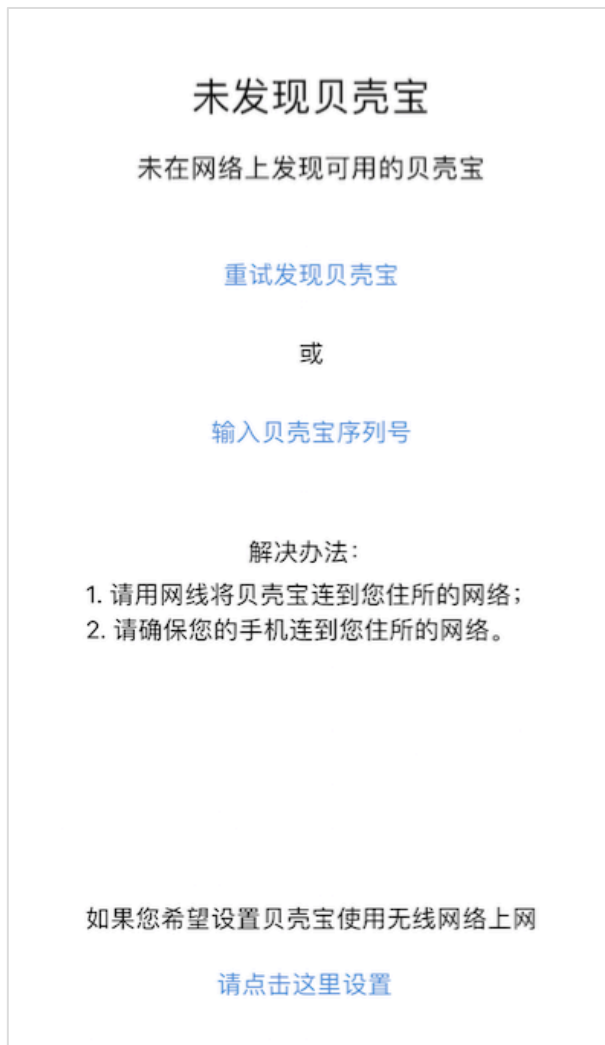 未发现贝壳宝
未在网络上发现可用的贝壳宝
重试发现贝壳宝
或
输入贝壳宝序列号
解决办法：
1. 请用网线将贝壳宝连到您住所的网络；
2. 请确保您的手机连到您住所的网络。
如果您希望设置贝壳宝使用无线网络上网
请点击这里设置